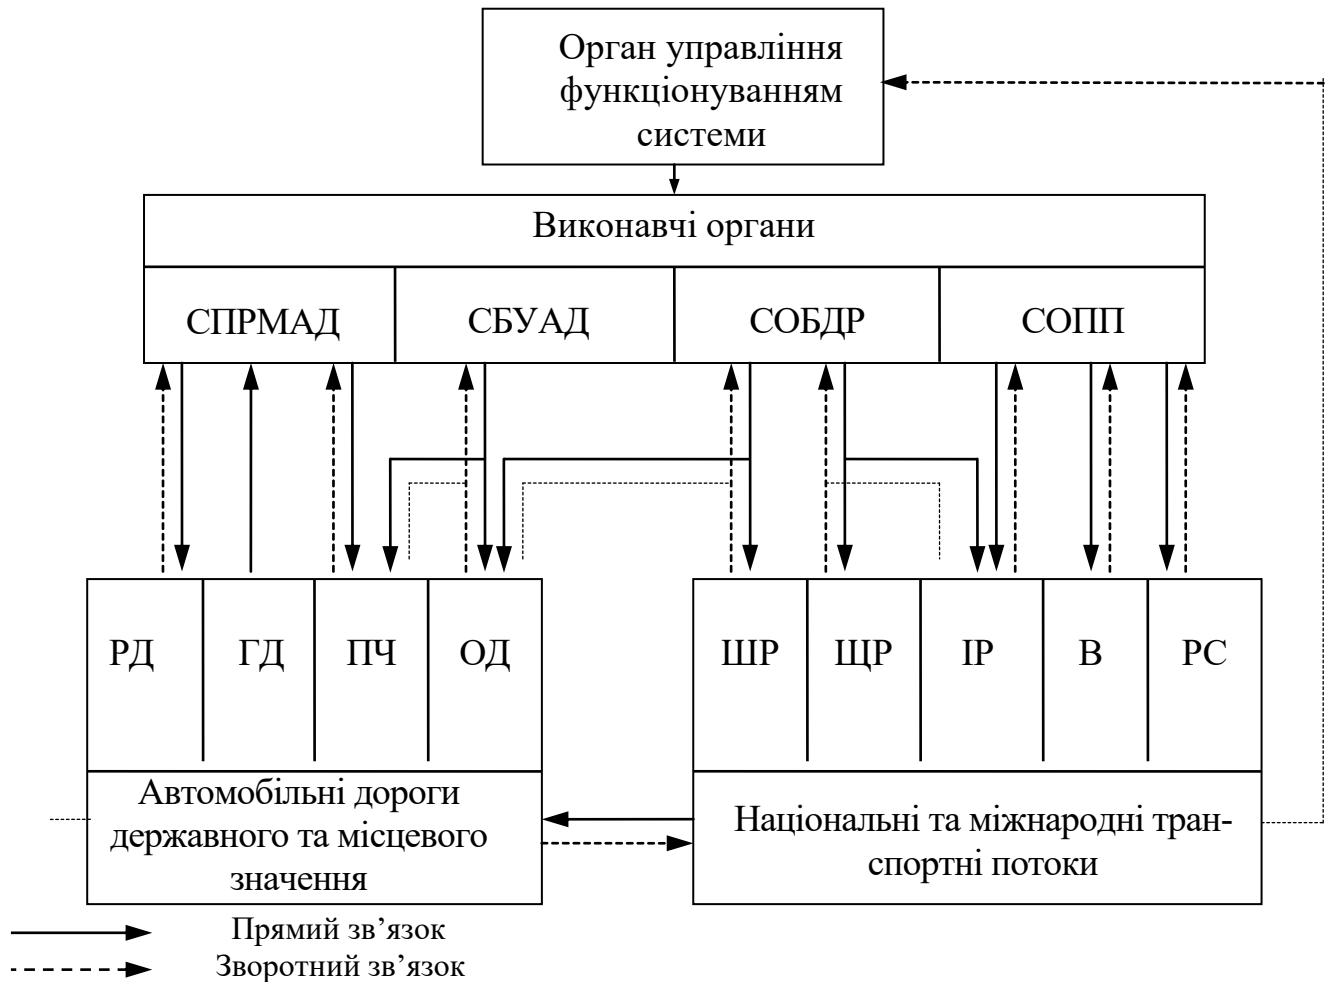 Орган управління
функціонуванням
системи
Виконавчі органи
СПРМАД СБУАД СОБДР СОПП
РД ГД ПЧ ОД ШР ЩР ІР В РС
Автомобільні дороги
державного та місцевого
значення
Національні та міжнародні тран-
спортні потоки
Прямий зв’язок
Зворотний зв’язок